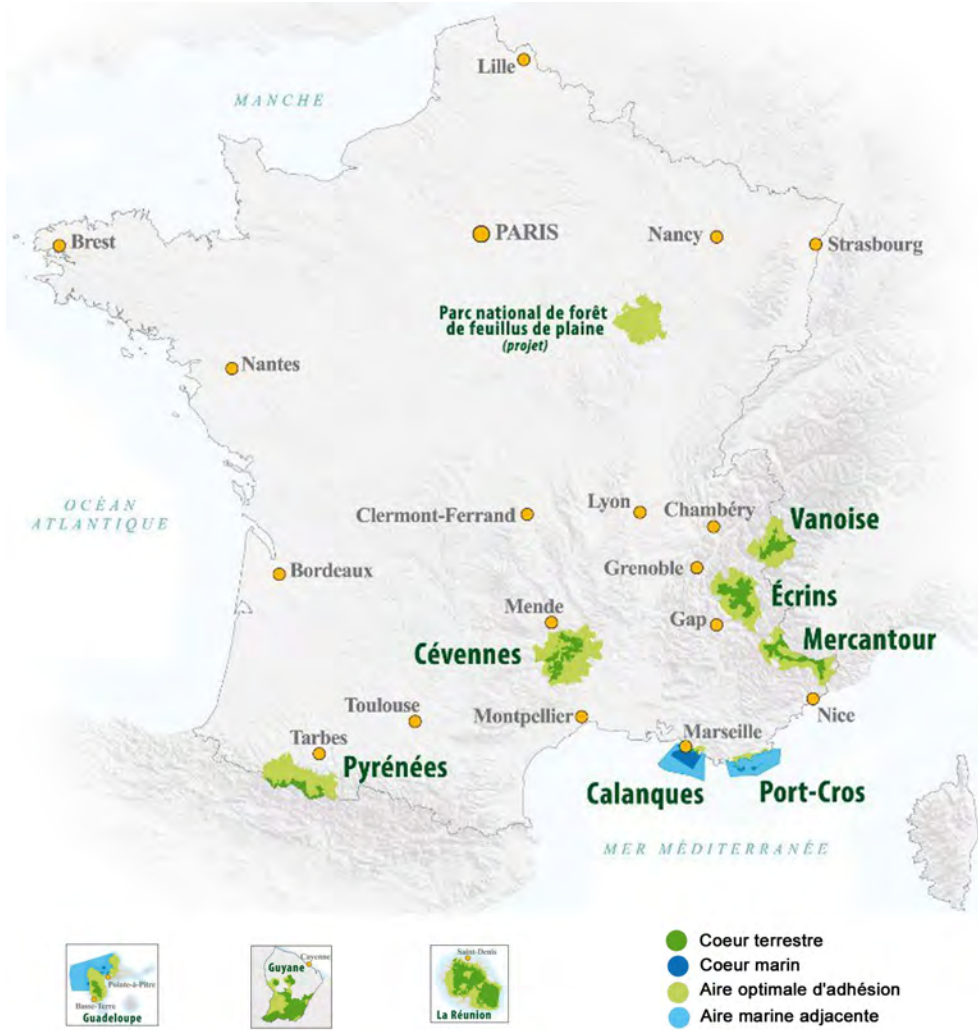 Lille
MANCHE
Brest
PARIS
Nancy
Strasbourg
Parc national de forêt
de feuillus de plaine
(projet)
Nantes
OCÉAN
ATLANTIQUE
Clermont-Ferrand
Lyon
Chambéry
Vanoise
Bordeaux
Grenoble
Écrins
Mende
Gap
Mercantour
Cévennes
Toulouse
Montpellier
Nice
Tarbes
Marseille
Pyrénées
Calanques
Port-Cros
MER MÉDITERRANÉE
Pointe-à-Pitre
Basse-Terre
Guadeloupe
Cayenne
Guyane
Saint-Denis
La Réunion
Coeur terrestre
Coeur marin
Aire optimale d'adhésion
Aire marine adjacente